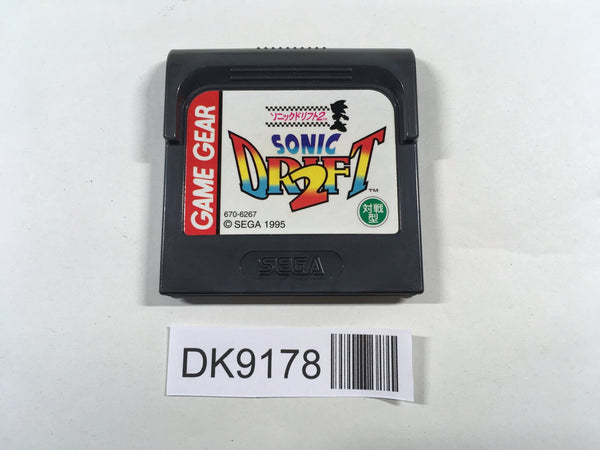 GAME GEAR
ソニックドリフト2
SONIC
DRIFT
2
TM
670-6267
© SEGA 1995
対戦
型
SEGA
DK9178